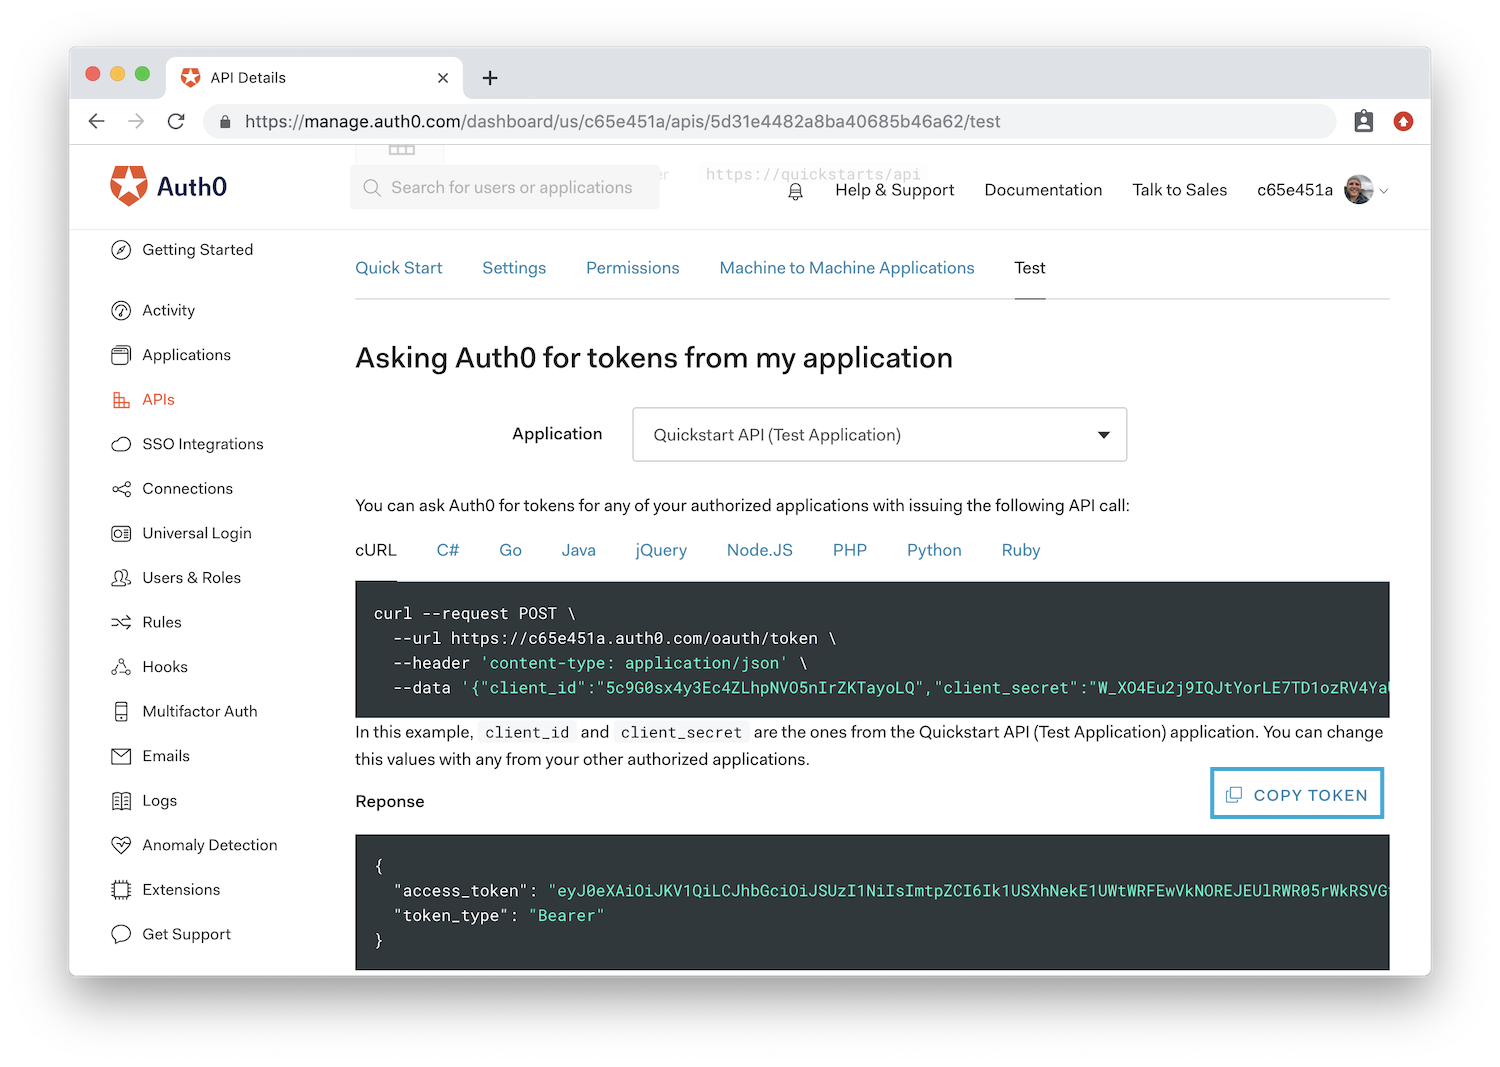 API Details
https://manage.auth0.com/dashboard/us/c65e451a/apis/5d31e4482a8ba40685b46a62/test
Auth0
Search for users or applications
https://quickstarts/api
Help & Support
Documentation
Talk to Sales
c65e451a
Getting Started
Activity
Applications
APIs
SSO Integrations
Connections
Universal Login
Users & Roles
Rules
Hooks
Multifactor Auth
Emails
Logs
Anomaly Detection
Extensions
Get Support
Quick Start Settings Permissions Machine to Machine Applications Test
Asking Auth0 for tokens from my application
Application Quickstart API (Test Application)
You can ask Auth0 for tokens for any of your authorized applications with issuing the following API call:
cURL C# Go Java jQuery Node.JS PHP Python Ruby
curl --request POST \
--url https://c65e451a.auth0.com/oauth/token \
--header 'content-type: application/json' \
--data '{"client_id":"5c9G0sx4y3Ec4ZLhpNVO5nIrZKTayoLQ","client_secret":"W_XO4Eu2j9IQJtYorLE7TD1ozRV4Ya
In this example, client_id and client_secret are the ones from the Quickstart API (Test Application) application. You can change
this values with any from your other authorized applications.
Reponse
COPY TOKEN
{
"access_token": "eyJ0eXAiOiJKV1QiLCJhbGciOiJSUzI1NiIsImtpZCI6Ik1USXhNekE1UWtWRFEwVkNOREJEUlRWR05rWkRSVG
"token_type": "Bearer"
}